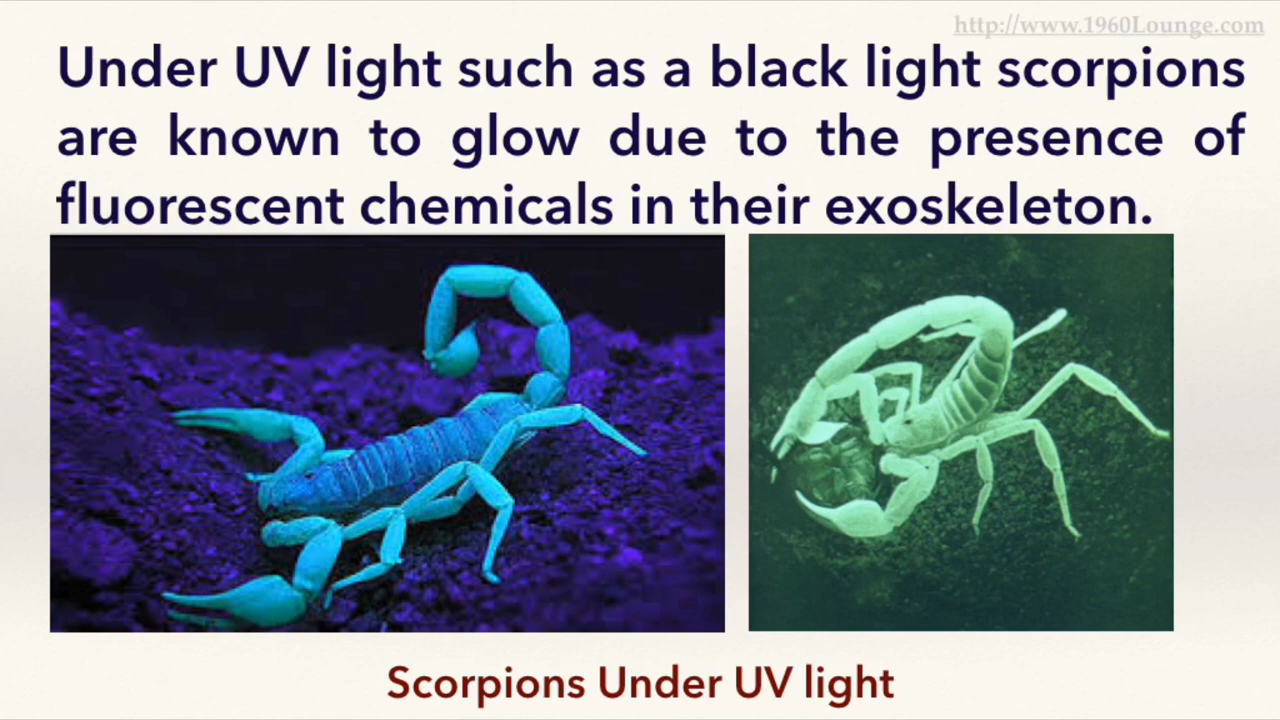 http://www.1960Lounge.com
Under UV light such as a black light scorpions
are known to glow due to the presence of
fluorescent chemicals in their exoskeleton.
Scorpions Under UV light